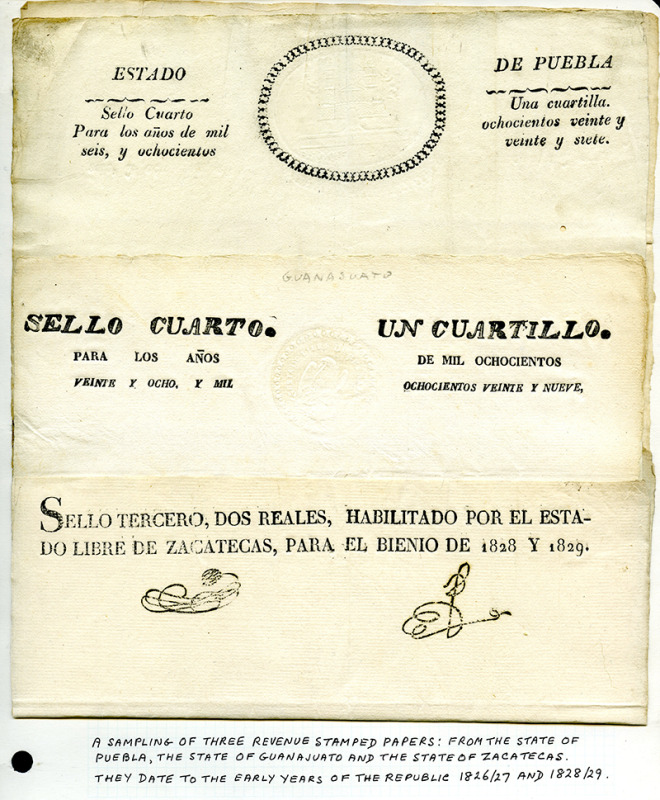 ESTADO
DE PUEBLA
Sello Cuarto
Para los años de mil
seis, y ochocientos
Una cuartilla.
ochocientos veinte y
veinte y siete.
GUANAJUATO
SELLO CUARTO.
UN CUARTILLO.
PARA LOS AÑOS
DE MIL OCHOCIENTOS
VEINTE Y OCHO, Y MIL
OCHOCIENTOS VEINTE Y NUEVE,
SELLO TERCERO, DOS REALES, HABILITADO POR EL ESTA-
DO LIBRE DE ZACATECAS, PARA EL BIENIO DE 1828 Y 1829.
A SAMPLING OF THREE REVENUE STAMPED PAPERS: FROM THE STATE OF
PUEBLA, THE STATE OF GUANAJUATO AND THE STATE OF ZACATECAS.
THEY DATE TO THE EARLY YEARS OF THE REPUBLIC 1826/27 AND 1828/29.